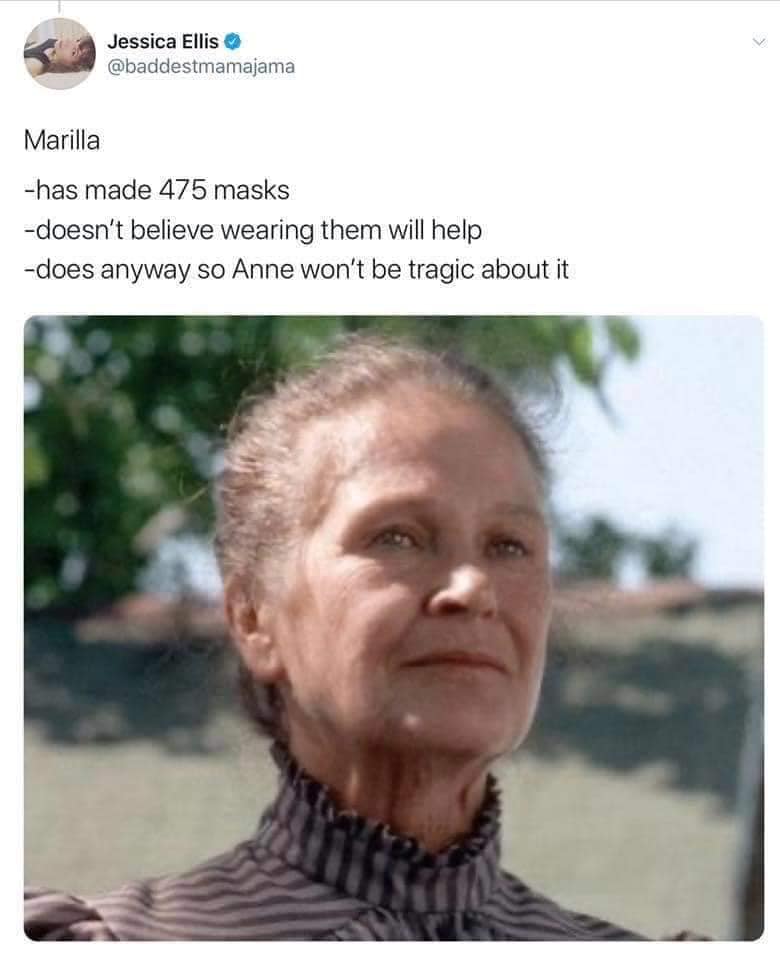 Jessica Ellis
@baddestmamajama
Marilla
-has made 475 masks
-doesn't believe wearing them will help
-does anyway so Anne won't be tragic about it